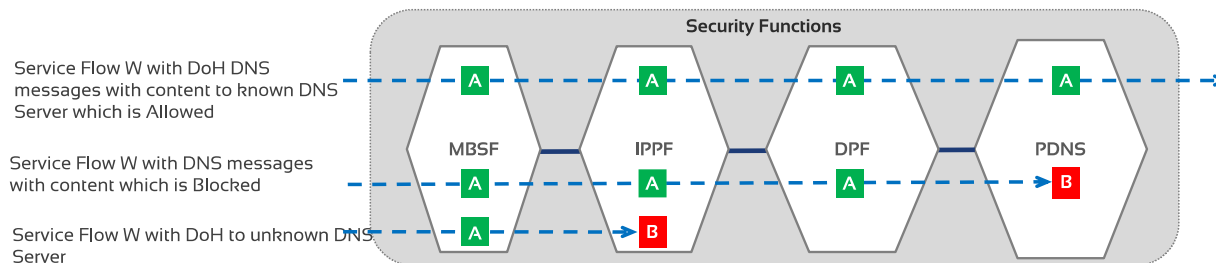 Security Functions
Service Flow W with DoH DNS
messages with content to known DNS
Server which is Allowed
A
A
A
A
MBSF
IPPF
DPF
PDNS
Service Flow W with DNS messages
with content which is Blocked
A
A
A
B
Service Flow W with DoH to unknown DNS
Server
A
B